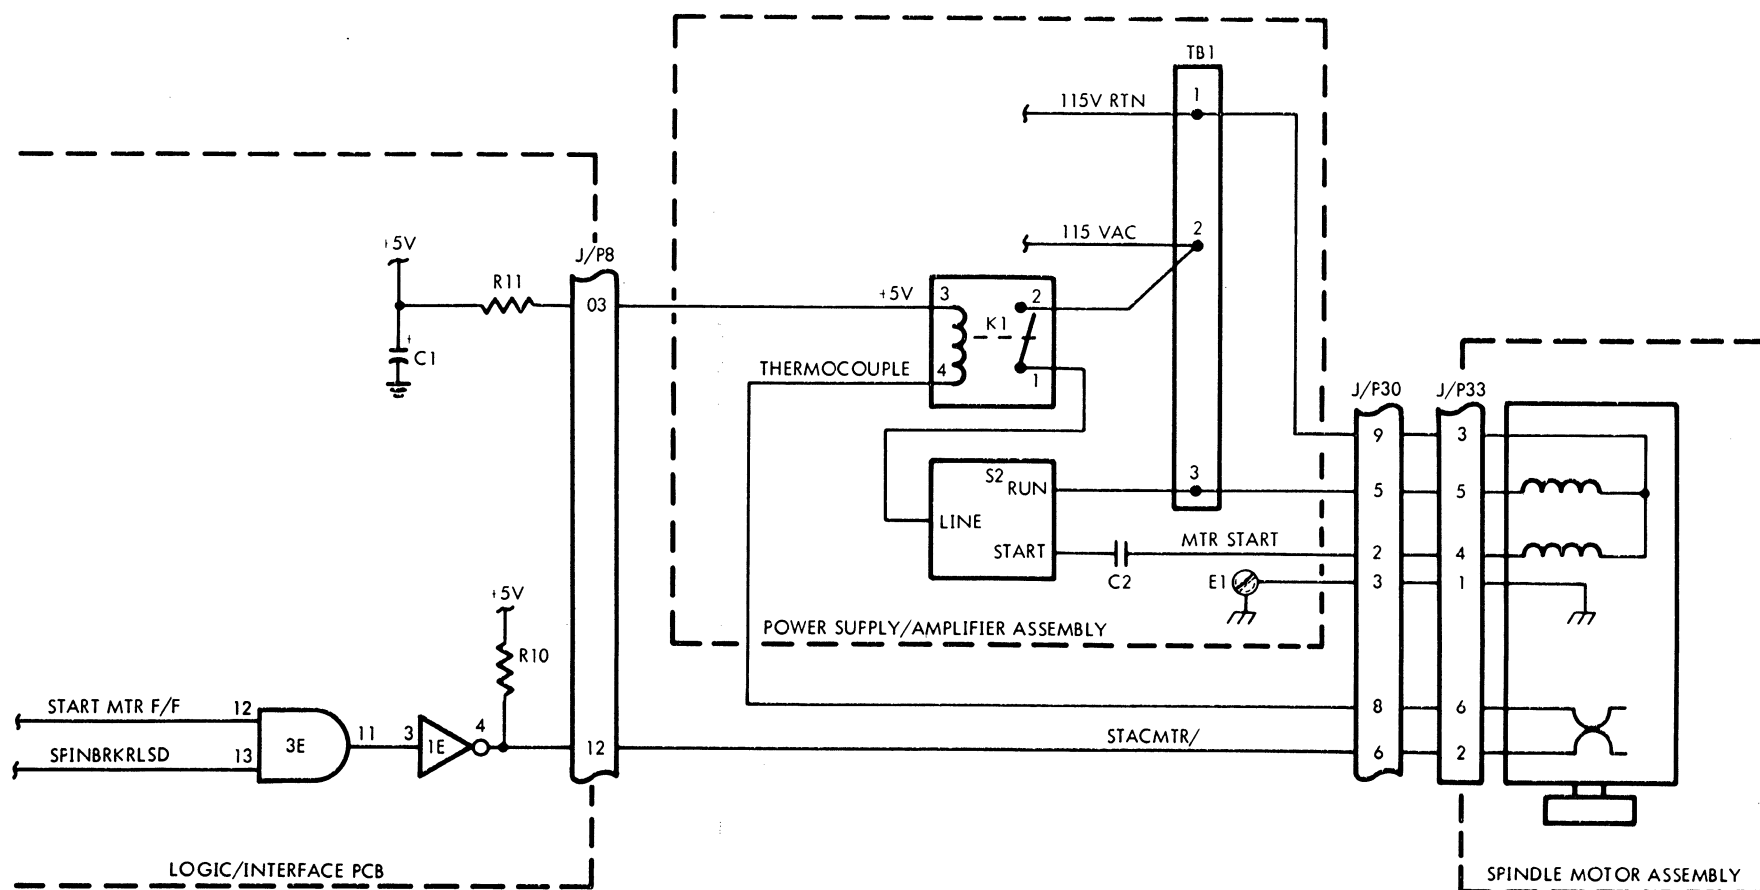 TB1
115V RTN
1
115 VAC
2
+5V
R11
J/P8
03
+5V
3
2
K1
C1
THERMOCOUPLE
4
1
J/P30
J/P33
9
3
S2
RUN
3
5
5
LINE
START
MTR START
2
4
C2
E1
3
1
+5V
POWER SUPPLY/AMPLIFIER ASSEMBLY
R10
START MTR F/F
12
8
6
3E
11
3
1E
4
12
STACMTR/
SPINBRKRLSD
13
6
2
LOGIC/INTERFACE PCB
SPINDLE MOTOR ASSEMBLY